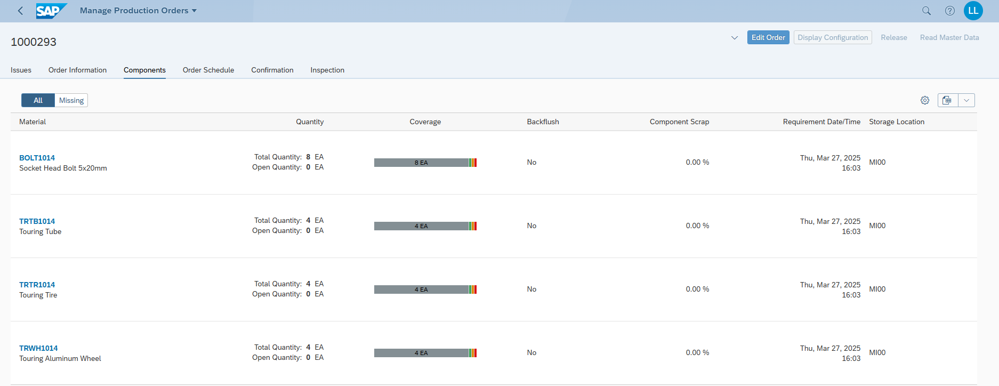 SAP Manage Production Orders LL
1000293 Edit Order Display Configuration Release Read Master Data
Issues Order Information Components Order Schedule Confirmation Inspection
All Missing
Material Quantity Coverage Backflush Component Scrap Requirement Date/Time Storage Location
BOLT1014
Socket Head Bolt 5x20mm
Total Quantity: 8 EA
Open Quantity: 0 EA
8 EA
No
0.00 %
Thu, Mar 27, 2025
16:03
MI00
TRTB1014
Touring Tube
Total Quantity: 4 EA
Open Quantity: 0 EA
4 EA
No
0.00 %
Thu, Mar 27, 2025
16:03
MI00
TRTR1014
Touring Tire
Total Quantity: 4 EA
Open Quantity: 0 EA
4 EA
No
0.00 %
Thu, Mar 27, 2025
16:03
MI00
TRWH1014
Touring Aluminum Wheel
Total Quantity: 4 EA
Open Quantity: 0 EA
4 EA
No
0.00 %
Thu, Mar 27, 2025
16:03
MI00